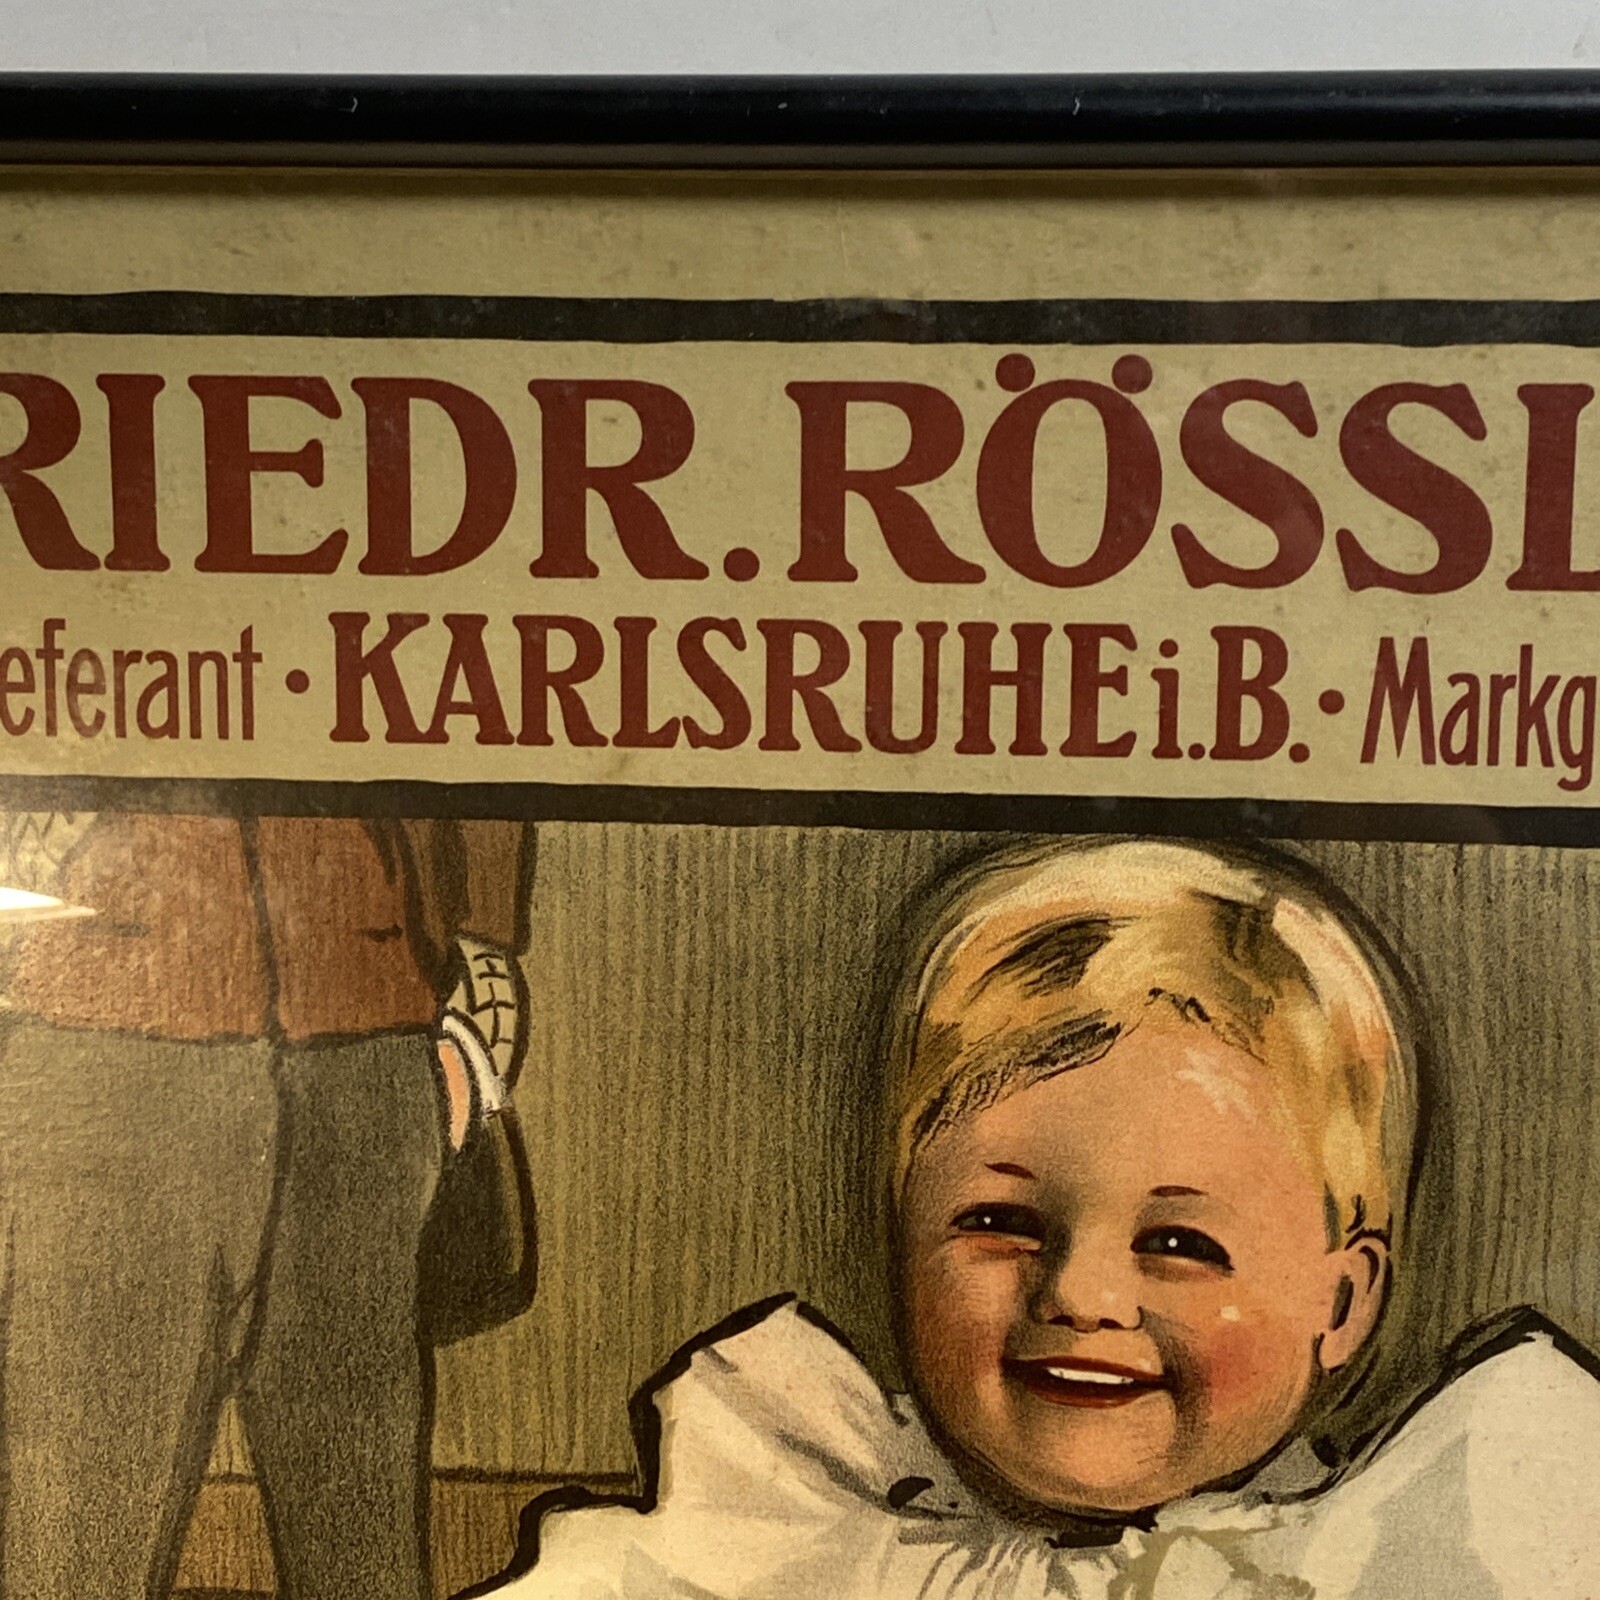 RIEDR. RÖSSL
eferant · KARLSRUHE i. B. · Markg